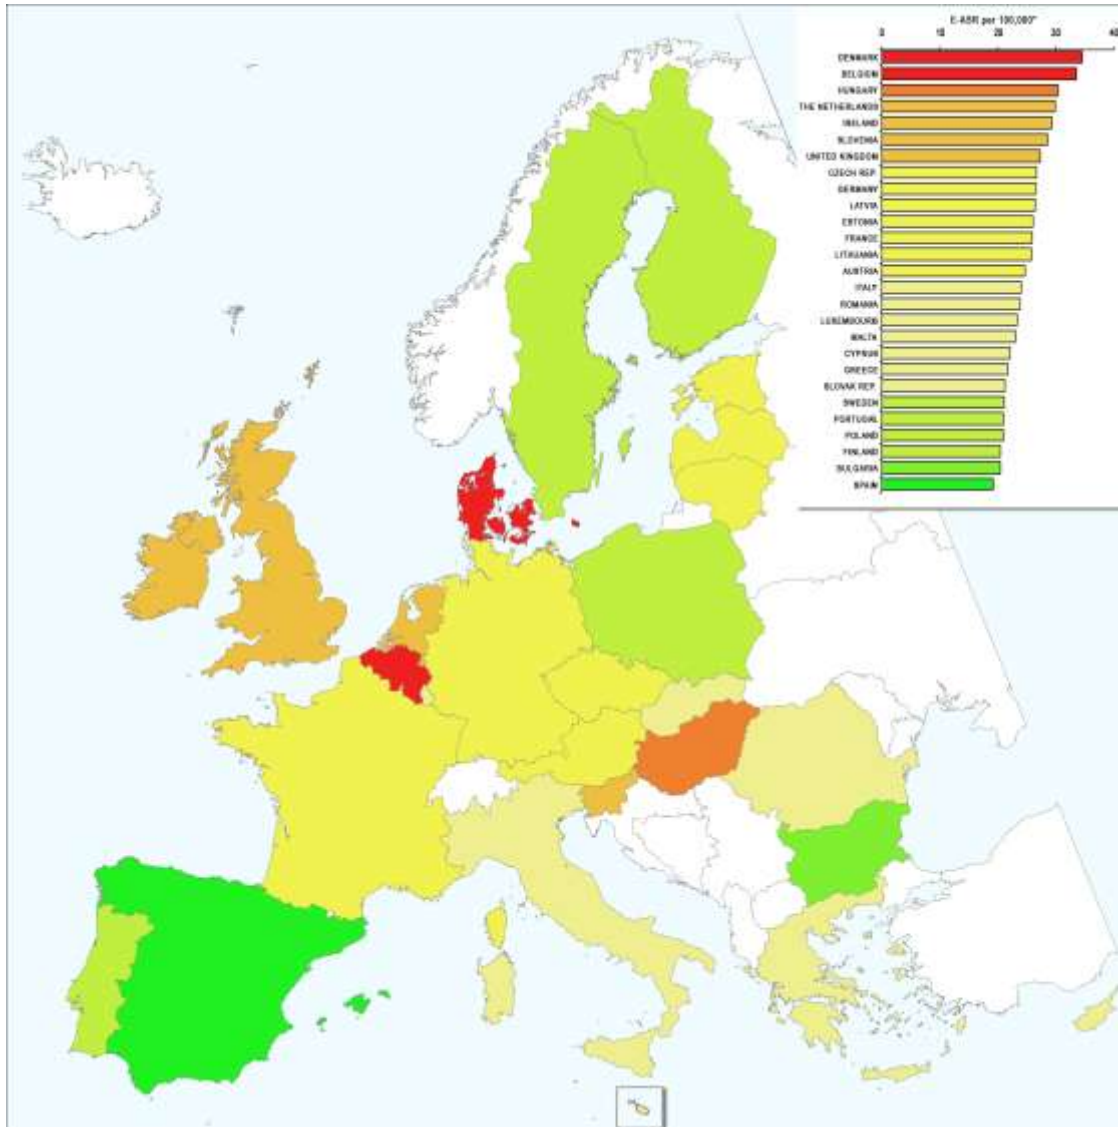 E-ASR per 100,000*
0 10 20 30 40
DENMARK
BELGIUM
HUNGARY
THE NETHERLANDS
IRELAND
SLOVENIA
UNITED KINGDOM
CZECH REP.
GERMANY
LATVIA
ESTONIA
FRANCE
LITHUANIA
AUSTRIA
ITALY
ROMANIA
LUXEMBOURG
MALTA
CYPRUS
GREECE
SLOVAK REP.
SWEDEN
PORTUGAL
POLAND
FINLAND
BULGARIA
SPAIN